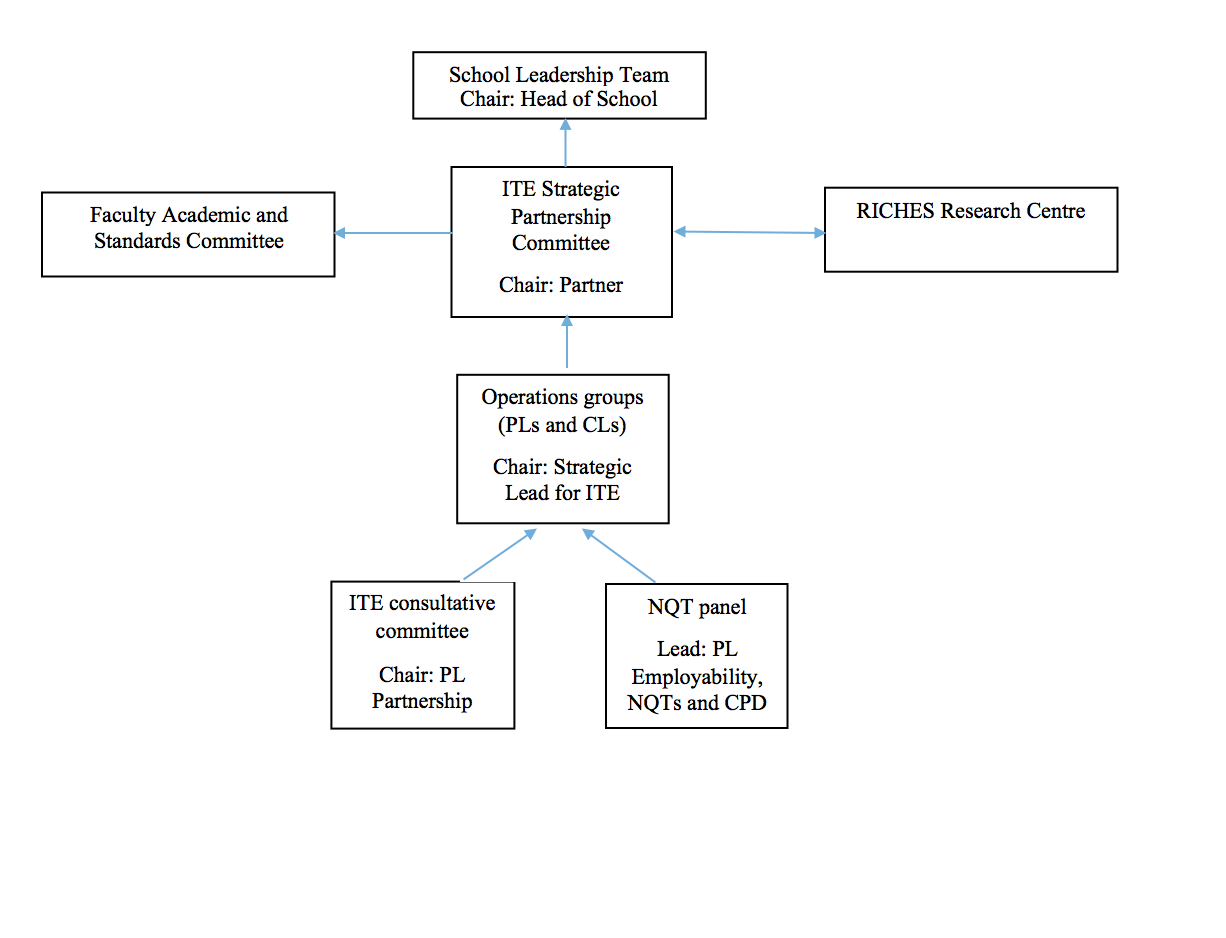 School Leadership Team
Chair: Head of School
ITE Strategic
Partnership
Committee
Chair: Partner
Faculty Academic and
Standards Committee
RICHES Research Centre
Operations groups
(PLs and CLs)
Chair: Strategic
Lead for ITE
ITE consultative
committee
Chair: PL
Partnership
NQT panel
Lead: PL
Employability,
NQTs and CPD